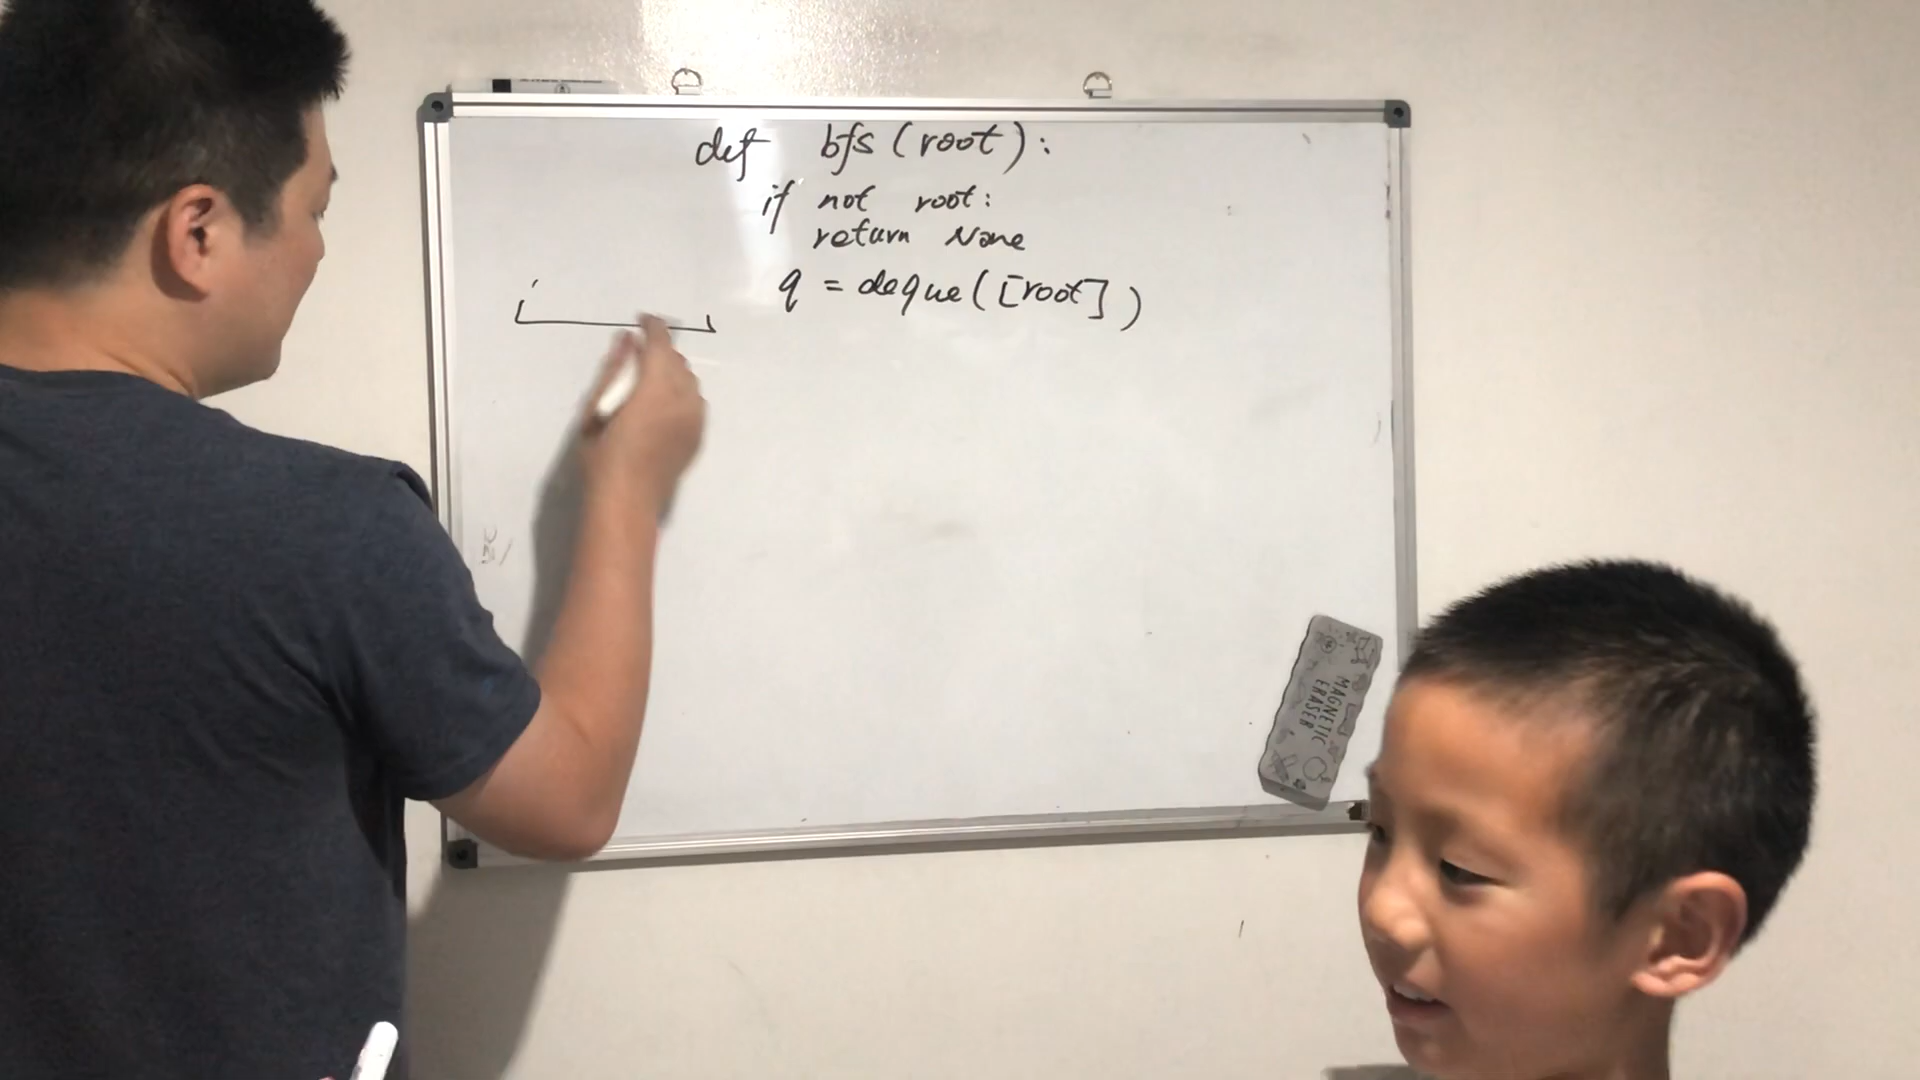 def bfs(root):
if not root:
return None
q = deque([root])
MAGNETIC
ERASER